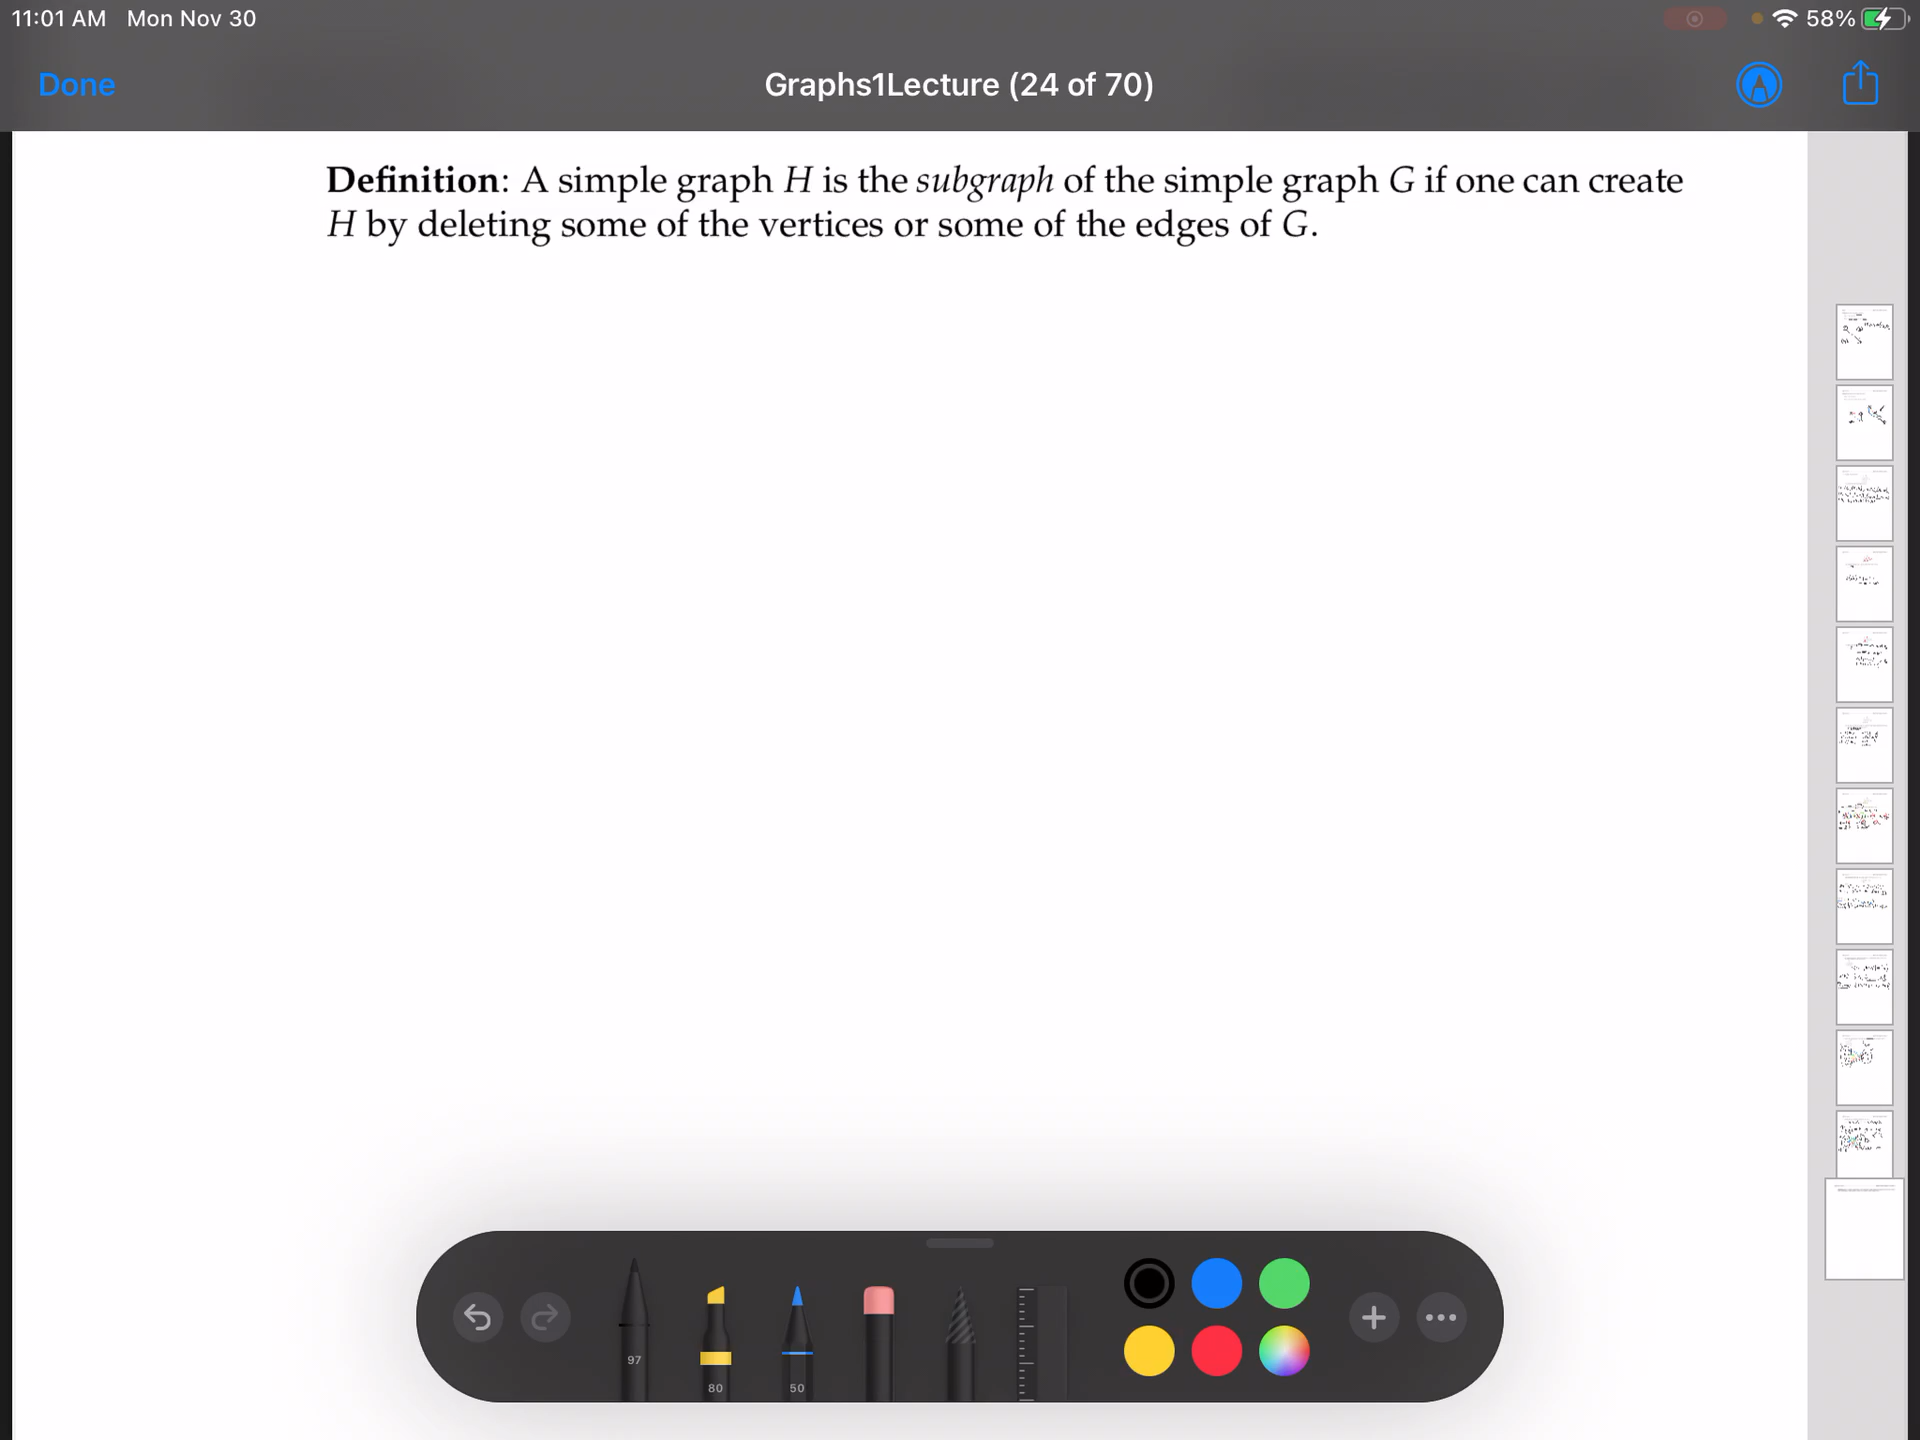 11:01 AM Mon Nov 30
58%
Done
Graphs1Lecture (24 of 70)
Definition: A simple graph H is the subgraph of the simple graph G if one can create
H by deleting some of the vertices or some of the edges of G.
97
80
50